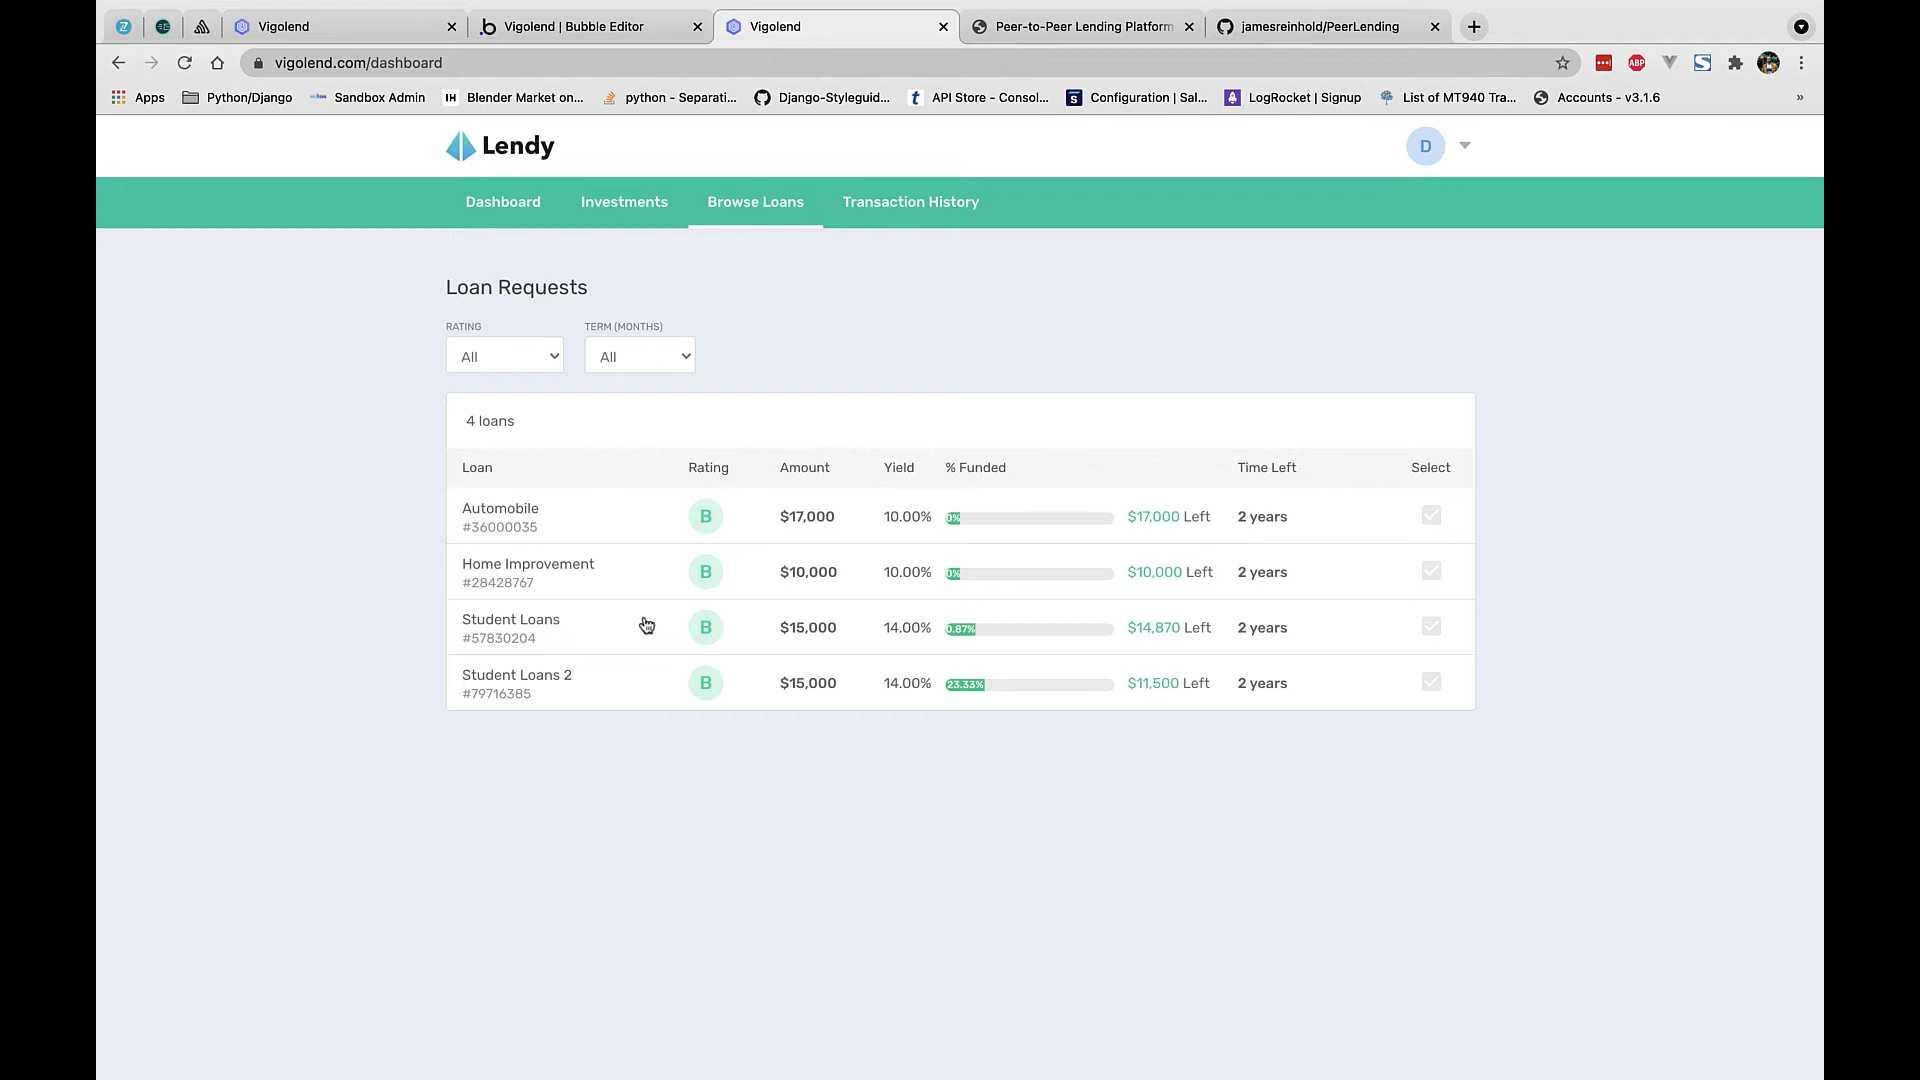 Vigolend
Vigolend | Bubble Editor
Vigolend
Peer-to-Peer Lending Platform
jamesreinhold/PeerLending
vigolend.com/dashboard
ABP
Apps
Python/Django
Sandbox Admin
IH Blender Market on...
python - Separati...
Django-Styleguid...
API Store - Consol...
Configuration | Sal...
LogRocket | Signup
List of MT940 Tra...
Accounts - v3.1.6
»
Lendy
D
Dashboard
Investments
Browse Loans
Transaction History
Loan Requests
RATING
TERM (MONTHS)
All
All
4 loans
Loan Rating Amount Yield % Funded Time Left Select
Automobile
#36000035
B $17,000 10.00% 0% $17,000 Left 2 years
Home Improvement
#28428767
B $10,000 10.00% 0% $10,000 Left 2 years
Student Loans
#57830204
B $15,000 14.00% 0.87% $14,870 Left 2 years
Student Loans 2
#79716385
B $15,000 14.00% 23.33% $11,500 Left 2 years